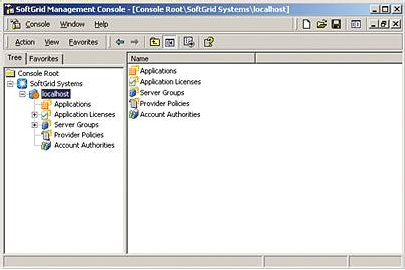 SoftGrid Management Console - [Console Root\SoftGrid Systems\localhost]
Console Window Help
Action View Favorites
Tree Favorites
Name
Console Root
SoftGrid Systems
localhost
Applications
Application Licenses
Server Groups
Provider Policies
Account Authorities
Applications
Application Licenses
Server Groups
Provider Policies
Account Authorities